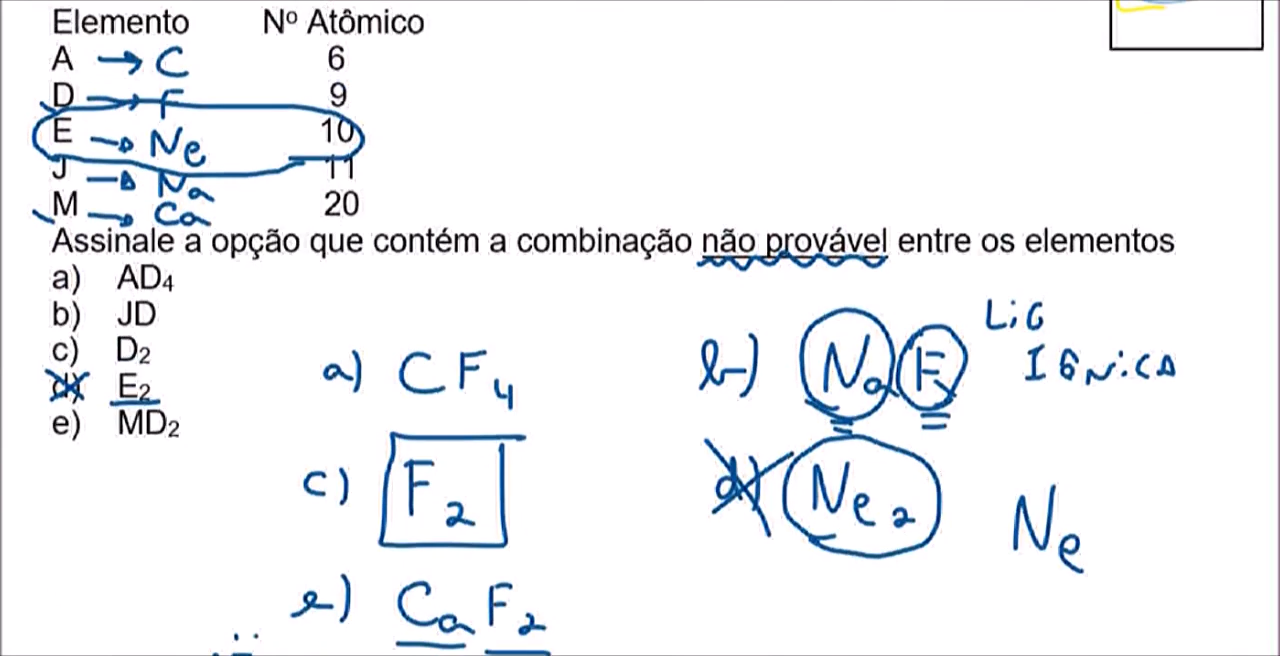 Elemento Nº Atômico
A → C 6
D → F 9
E → Ne 10
J → Na 11
M → Ca 20
Assinale a opção que contém a combinação não provável entre os elementos
a) AD₄
b) JD
c) D₂
d) E₂
e) MD₂
a) CF₄
b) NaF
LiG
IôNiCA
c) F₂
d) Ne₂ Ne
e) CaF₂